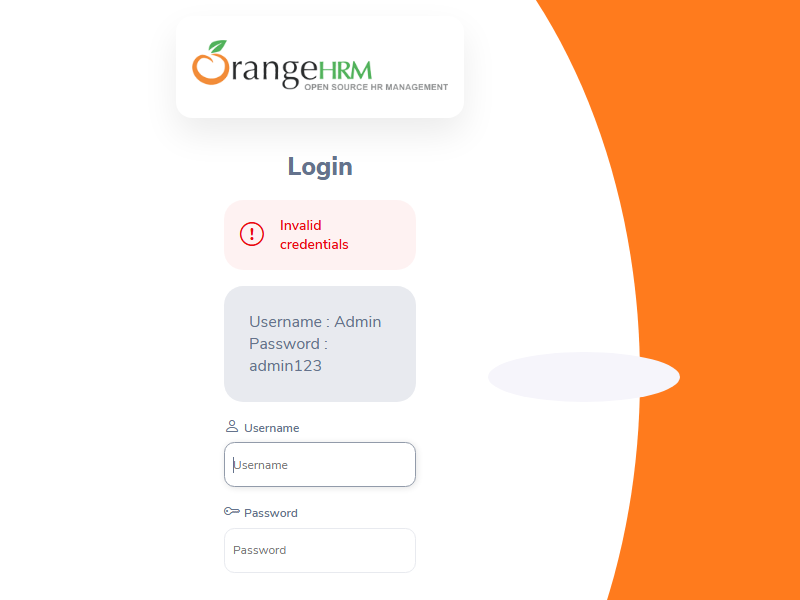 OrangeHRM
OPEN SOURCE HR MANAGEMENT
Login
Invalid
credentials
Username : Admin
Password :
admin123
Username
Username
Password
Password